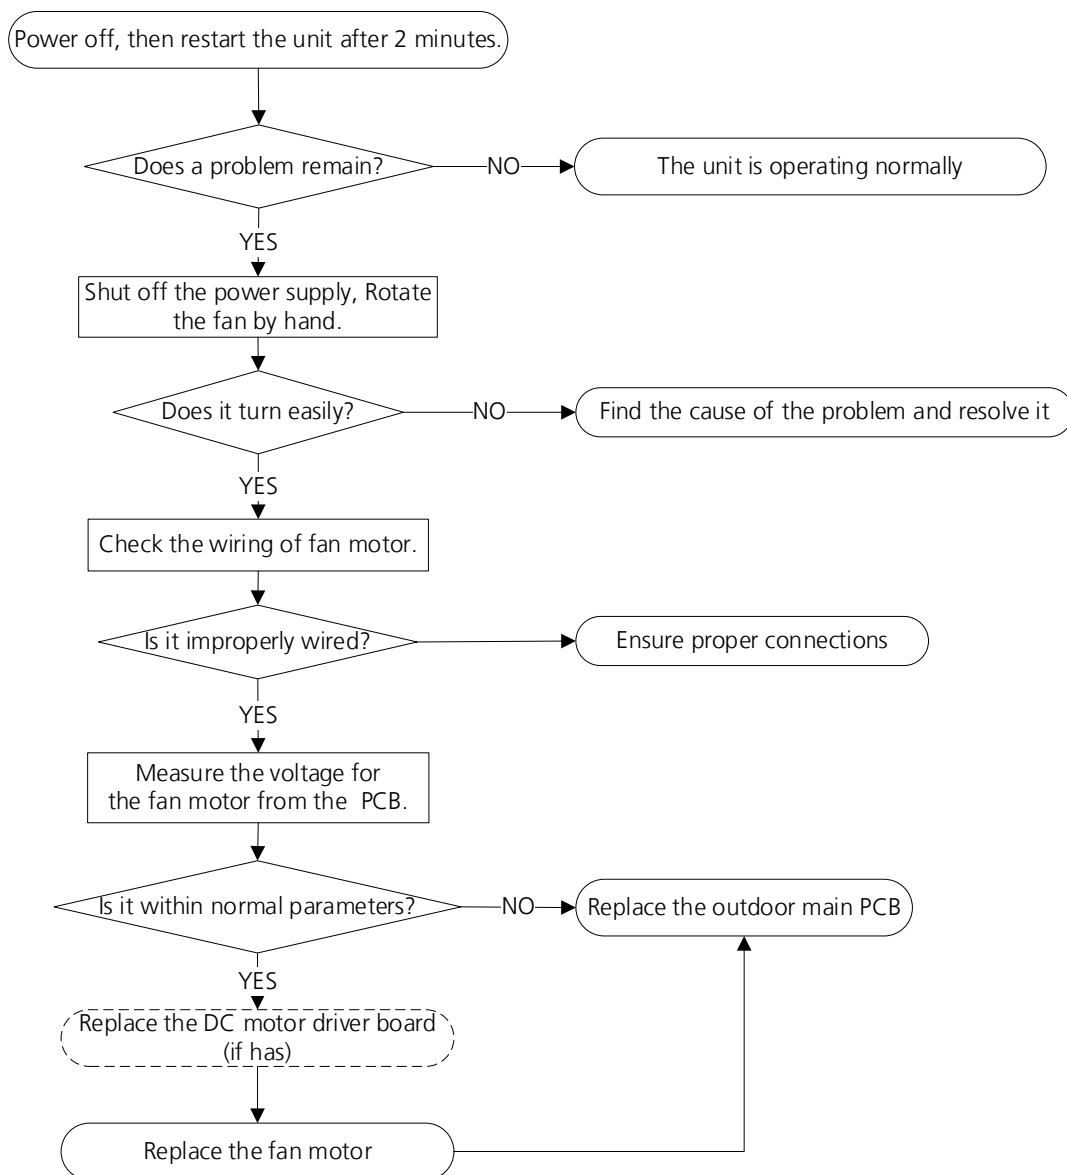 Power off, then restart the unit after 2 minutes.
Does a problem remain?
NO
The unit is operating normally
YES
Shut off the power supply, Rotate
the fan by hand.
Does it turn easily?
NO
Find the cause of the problem and resolve it
YES
Check the wiring of fan motor.
Is it improperly wired?
Ensure proper connections
YES
Measure the voltage for
the fan motor from the PCB.
Is it within normal parameters?
NO
Replace the outdoor main PCB
YES
Replace the DC motor driver board
(if has)
Replace the fan motor